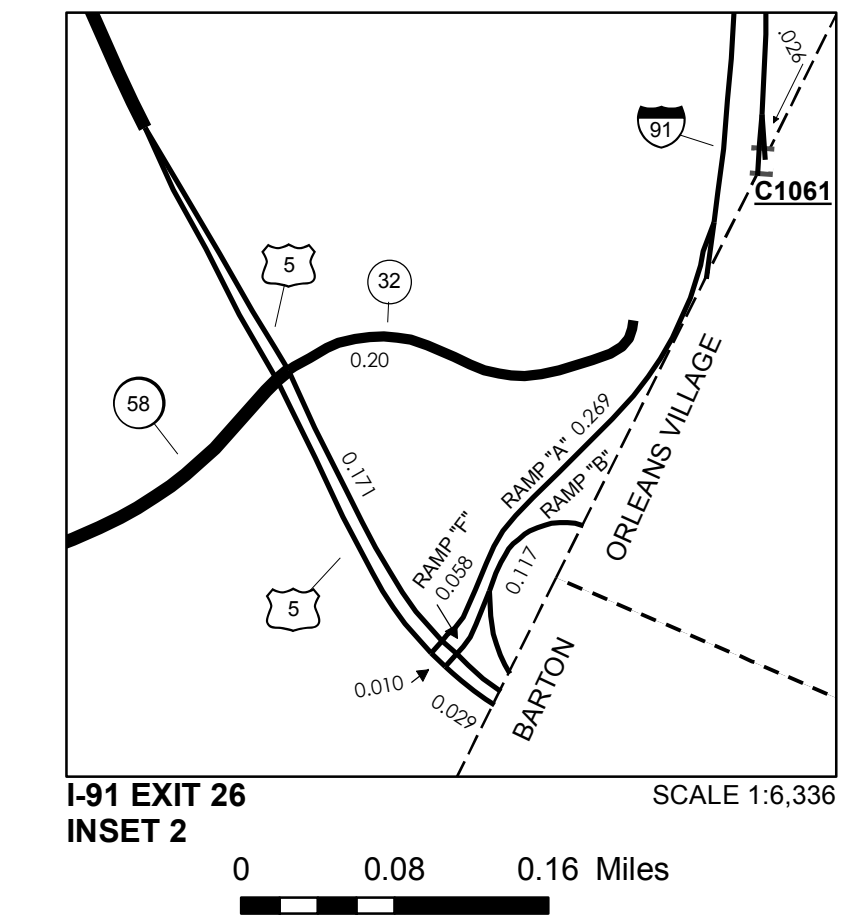 .026
91
C1061
5
32
0.20
58
0.171
RAMP "A" 0.269
RAMP "B"
ORLEANS VILLAGE
RAMP "F"
0.058
0.117
5
BARTON
0.010
0.029
I-91 EXIT 26
SCALE 1:6,336
INSET 2
0 0.08 0.16 Miles